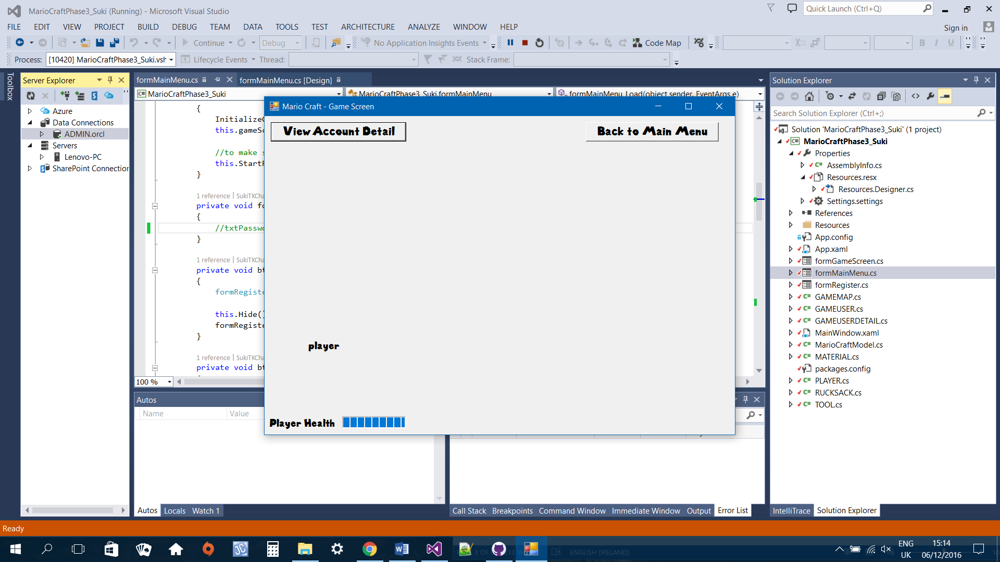 MarioCraftPhase3_Suki (Running) - Microsoft Visual Studio
Quick Launch (Ctrl+Q)
FILE EDIT VIEW PROJECT BUILD DEBUG TEAM DATA TOOLS TEST ARCHITECTURE ANALYZE WINDOW HELP
Sign in
Continue Debug No Application Insights Events Code Map
Process: [10420] MarioCraftPhase3_Suki.vsh Lifecycle Events Thread: Stack Frame:
Toolbox
Server Explorer
Azure
Data Connections
ADMIN.orcl
Servers
Lenovo-PC
SharePoint Connection
formMainMenu.cs
formMainMenu.cs [Design]
MarioCraftPhase3_Suki
MarioCraftPhase3_Suki.formMainMenu
formMainMenu_Load(object sender, EventArgs e)
{
this.gameSc
//to make s
}
1 reference | SukiTKCha
private void fo
{
//txtPasswo
}
1 reference | SukiTKCha
private void bt
{
formRegiste
this.Hide()
formRegiste
}
1 reference | SukiTKCha
private void bt
100 %
Mario Craft - Game Screen
View Account Detail
Back to Main Menu
player
Player Health
Autos
Name Value
Autos Locals Watch 1
Call Stack Breakpoints Command Window Immediate Window Output Error List
Solution Explorer
Search Solution Explorer (Ctrl+;)
Solution 'MarioCraftPhase3_Suki' (1 project)
MarioCraftPhase3_Suki
Properties
AssemblyInfo.cs
Resources.resx
Resources.Designer.cs
Settings.settings
References
Resources
App.config
App.xaml
formGameScreen.cs
formMainMenu.cs
formRegister.cs
GAMEMAP.cs
GAMEUSER.cs
GAMEUSERDETAIL.cs
MainWindow.xaml
MarioCraftModel.cs
MATERIAL.cs
packages.config
PLAYER.cs
RUCKSACK.cs
TOOL.cs
IntelliTrace Solution Explorer
Ready
ENGLISH (IRELAND)
ENG
UK
15:14
06/12/2016